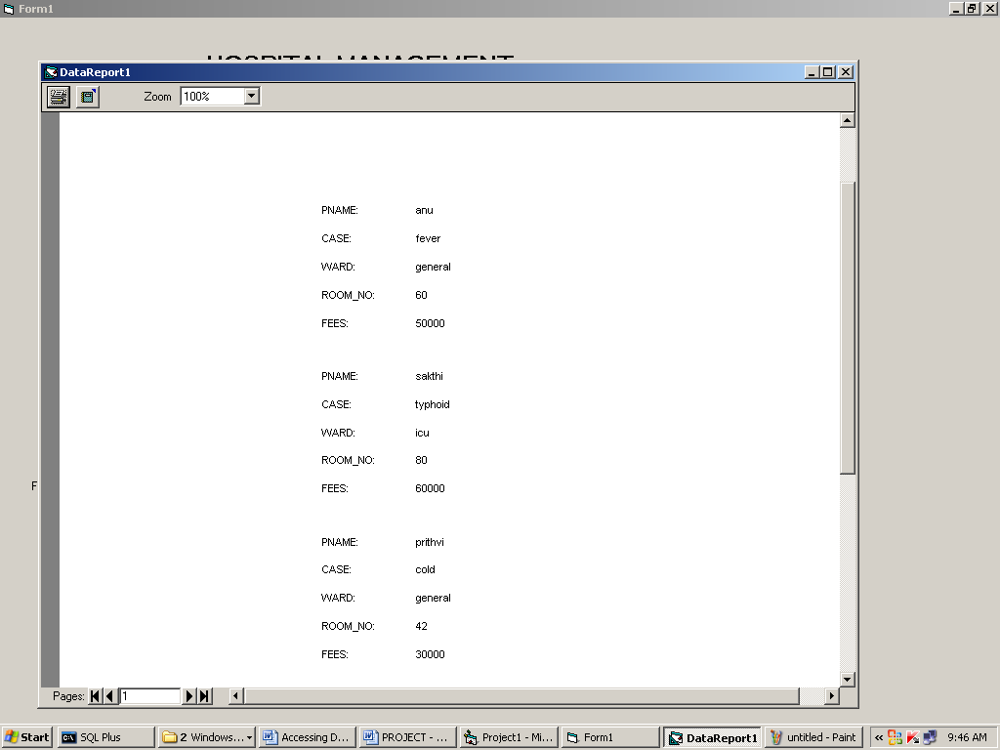 Form1
HOSPITAL MANAGEMENT
DataReport1
Zoom 100%
PNAME: anu
CASE: fever
WARD: general
ROOM_NO: 60
FEES: 50000
PNAME: sakthi
CASE: typhoid
WARD: icu
ROOM_NO: 80
FEES: 60000
F
PNAME: prithvi
CASE: cold
WARD: general
ROOM_NO: 42
FEES: 30000
Pages: 1
Start SQL Plus 2 Windows... Accessing D... PROJECT - ... Project1 - Mi... Form1 DataReport1 untitled - Paint « 9:46 AM